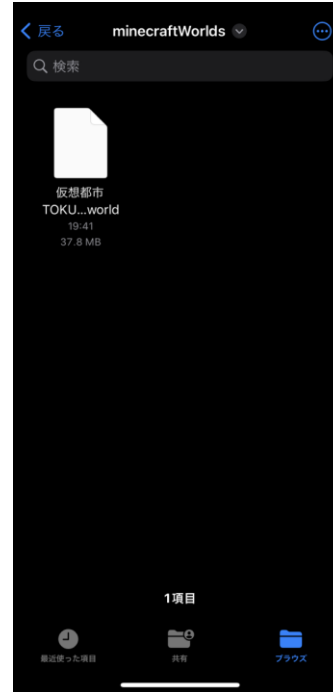 戻る
minecraftWorlds
検索
仮想都市
TOKU...world
19:41
37.8 MB
1項目
最近使った項目
共有
ブラウズ